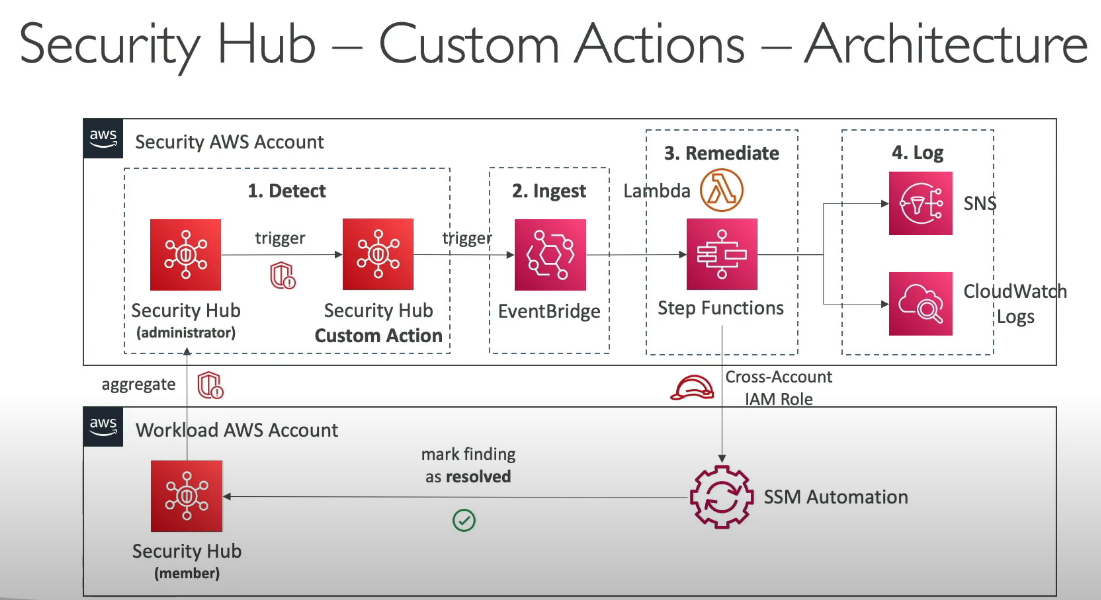 Security Hub – Custom Actions – Architecture
aws
Security AWS Account
1. Detect
2. Ingest
3. Remediate
4. Log
Lambda
SNS
trigger
trigger
Security Hub
(administrator)
Security Hub
Custom Action
EventBridge
Step Functions
CloudWatch
Logs
aggregate
Cross-Account
IAM Role
aws
Workload AWS Account
mark finding
as resolved
SSM Automation
Security Hub
(member)